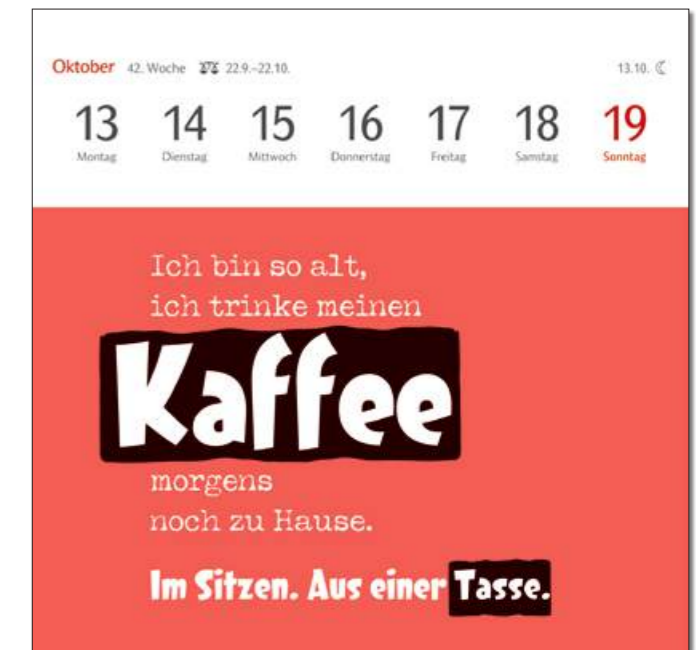 Oktober 42. Woche 22.9.–22.10. 13.10.
13 14 15 16 17 18 19
Montag Dienstag Mittwoch Donnerstag Freitag Samstag Sonntag
Ich bin so alt,
ich trinke meinen
Kaffee
morgens
noch zu Hause.
Im Sitzen. Aus einer Tasse.